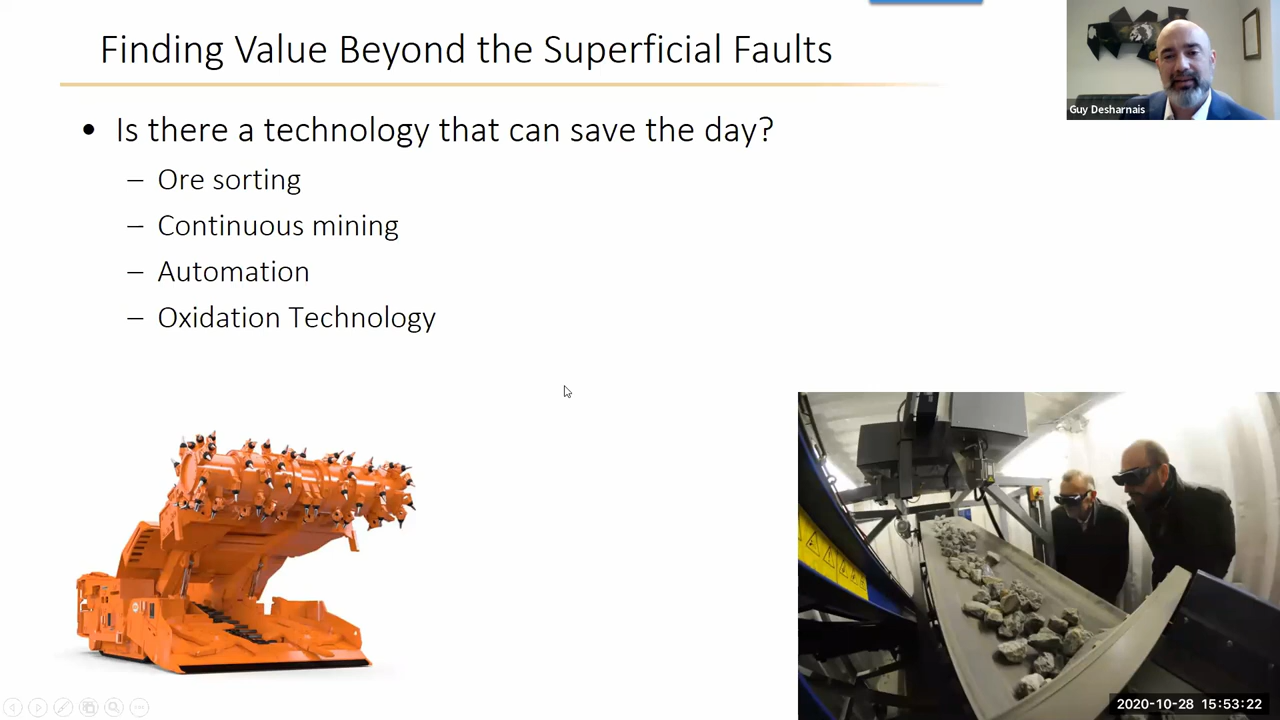 Finding Value Beyond the Superficial Faults
Guy Desharnais
• Is there a technology that can save the day?
– Ore sorting
– Continuous mining
– Automation
– Oxidation Technology
2020-10-28 15:53:22